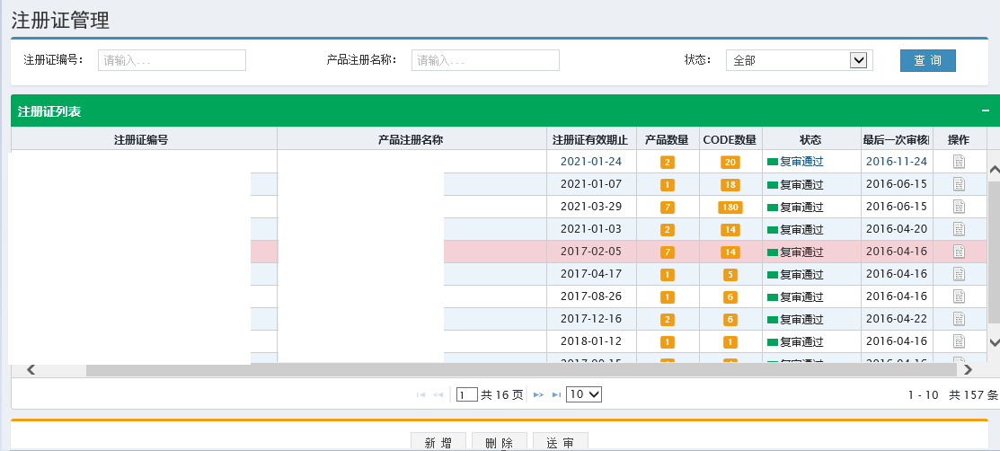 注册证管理
注册证编号： 请输入... 产品注册名称： 请输入... 状态： 全部 查 询
注册证列表
注册证编号 产品注册名称 注册证有效期止 产品数量 CODE数量 状态 最后一次审核 操作
2021-01-24 2 20 复审通过 2016-11-24
2021-01-07 1 18 复审通过 2016-06-15
2021-03-29 7 180 复审通过 2016-06-15
2021-01-03 2 14 复审通过 2016-04-20
2017-02-05 7 14 复审通过 2016-04-16
2017-04-17 1 5 复审通过 2016-04-16
2017-08-26 1 6 复审通过 2016-04-16
2017-12-16 2 6 复审通过 2016-04-22
2018-01-12 1 1 复审通过 2016-04-16
1 共 16 页 10 1 - 10 共 157 条
新 增 删 除 送 审